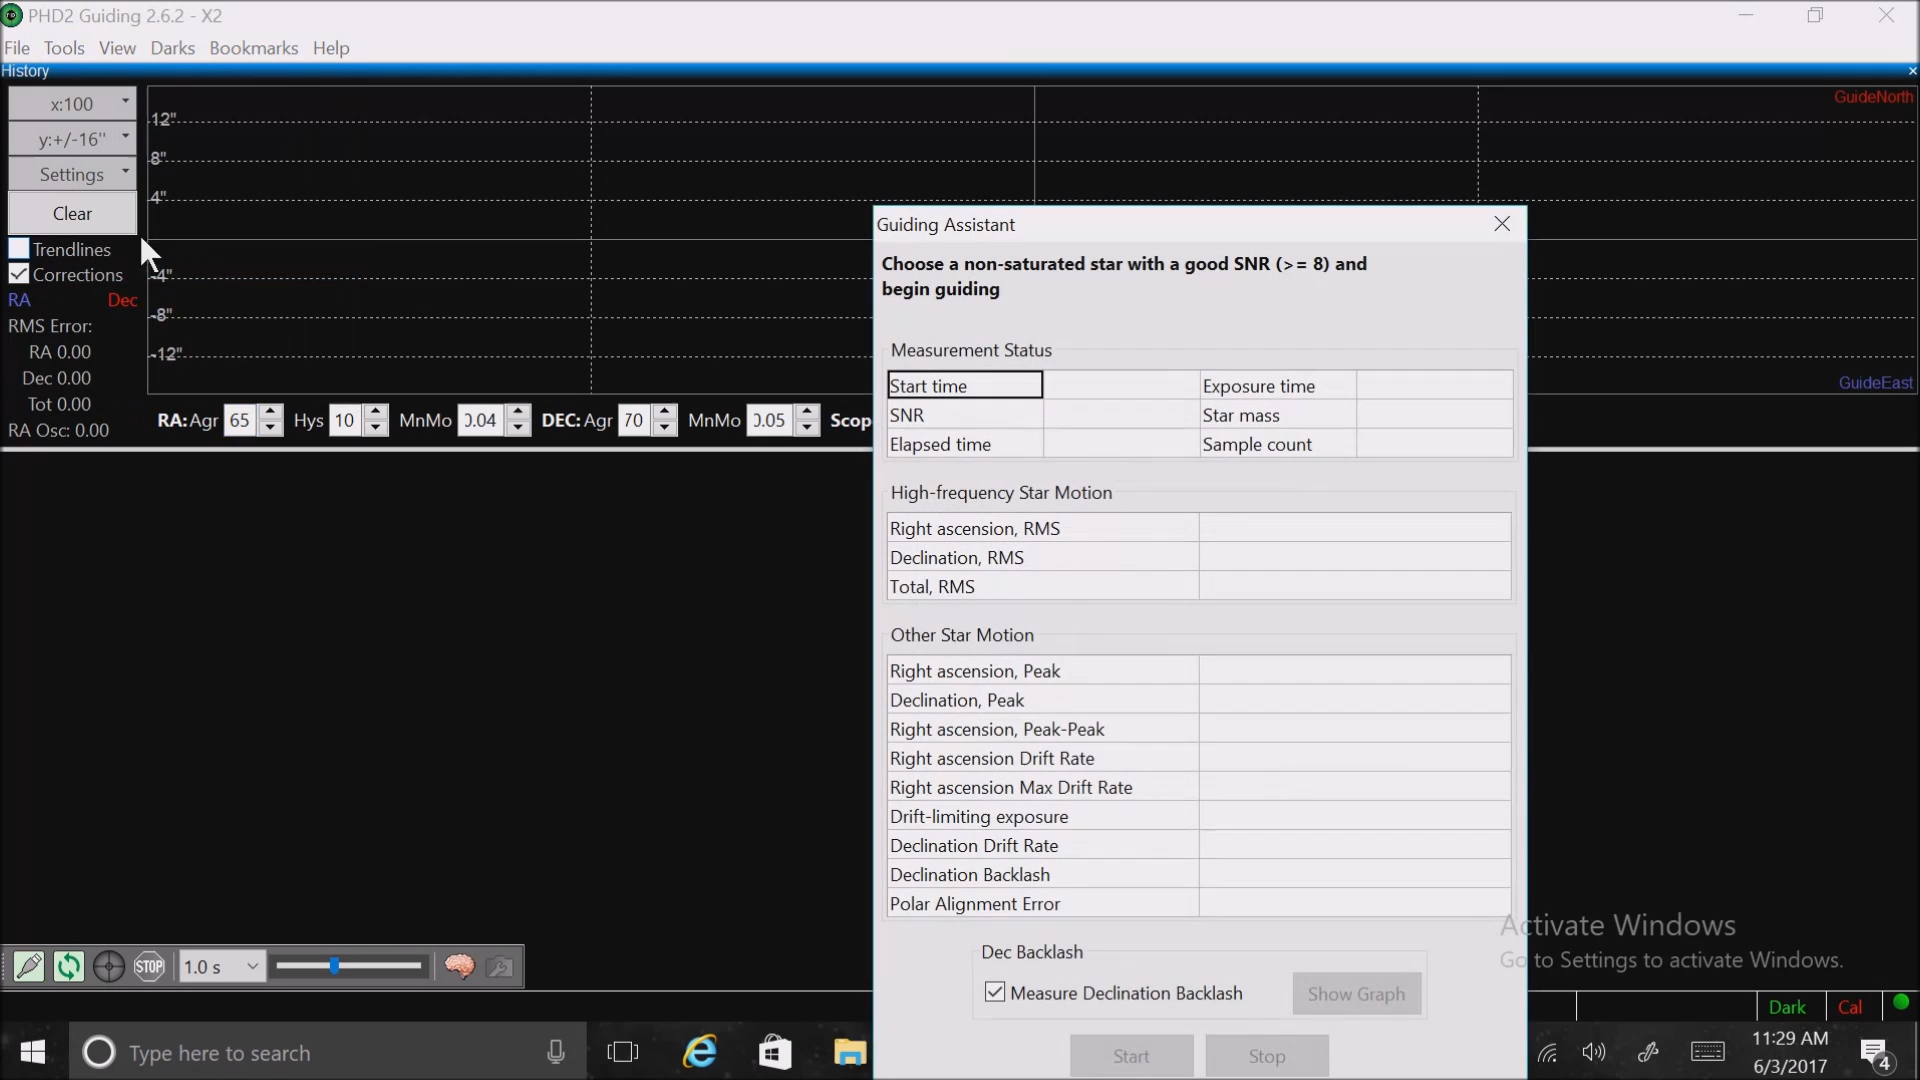 PHD2 Guiding 2.6.2 - X2
File Tools View Darks Bookmarks Help
History
x:100
y:+/-16"
Settings
Clear
Trendlines
Corrections
RA Dec
RMS Error:
RA 0.00
Dec 0.00
Tot 0.00
RA Osc: 0.00
12"
8"
4"
-4"
-8"
-12"
GuideNorth
GuideEast
RA: Agr 65 Hys 10 MnMo 0.04 DEC: Agr 70 MnMo 0.05 Scop
Guiding Assistant
Choose a non-saturated star with a good SNR (>= 8) and
begin guiding
Measurement Status
Start time Exposure time
SNR Star mass
Elapsed time Sample count
High-frequency Star Motion
Right ascension, RMS
Declination, RMS
Total, RMS
Other Star Motion
Right ascension, Peak
Declination, Peak
Right ascension, Peak-Peak
Right ascension Drift Rate
Right ascension Max Drift Rate
Drift-limiting exposure
Declination Drift Rate
Declination Backlash
Polar Alignment Error
Dec Backlash
Measure Declination Backlash Show Graph
Start Stop
STOP 1.0 s
Activate Windows
Go to Settings to activate Windows.
Dark Cal
Type here to search
11:29 AM
6/3/2017
4